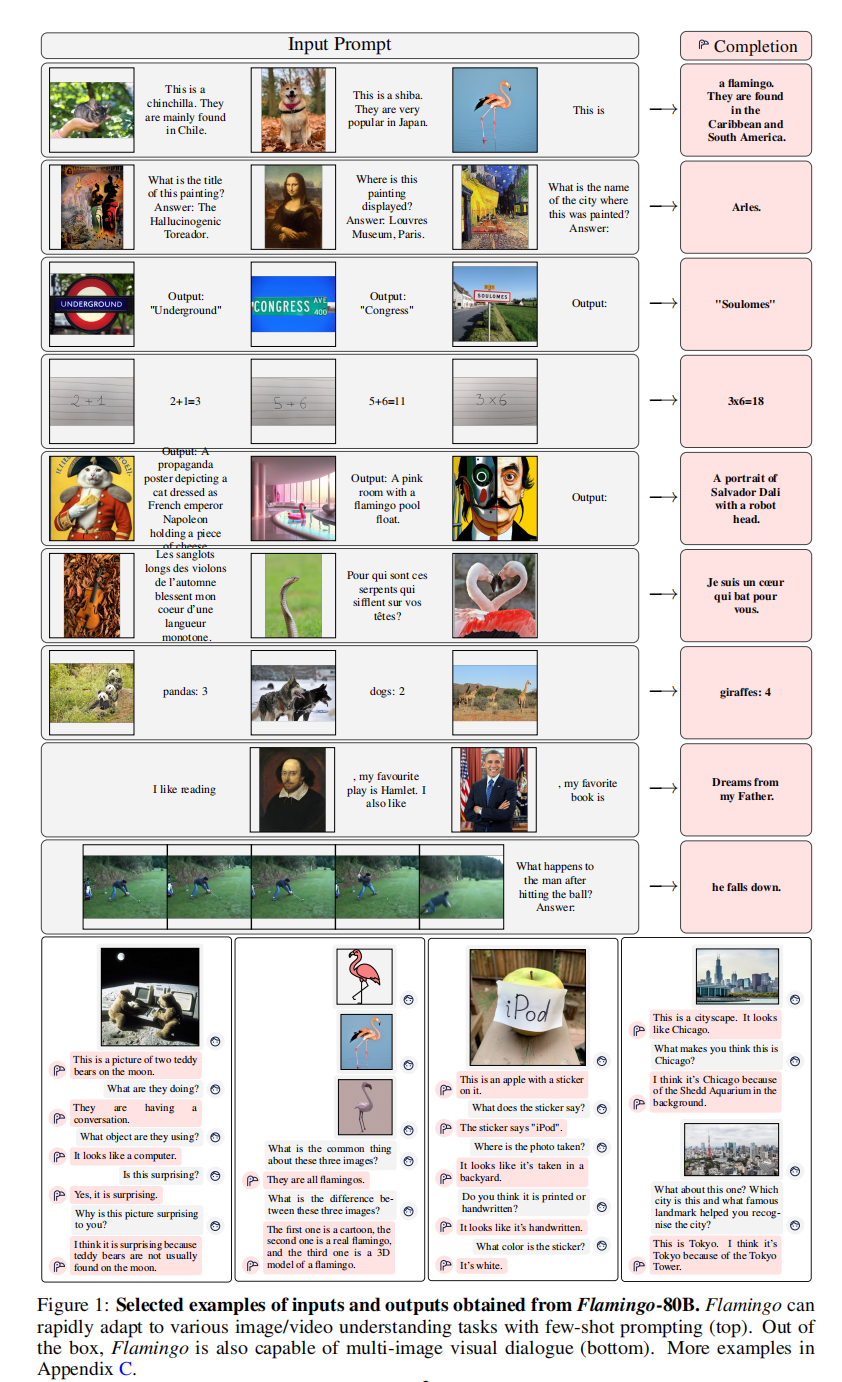 Input Prompt
Completion
This is a
chinchilla. They
are mainly found
in Chile.
This is a shiba.
They are very
popular in Japan.
This is
a flamingo.
They are found
in the
Caribbean and
South America.
What is the title
of this painting?
Answer: The
Hallucinogenic
Toreador.
Where is this
painting
displayed?
Answer: Louvres
Museum, Paris.
What is the name
of the city where
this was painted?
Answer:
Arles.
UNDERGROUND
Output:
"Underground"
CONGRESS AVE
400
Output:
"Congress"
SOULOMES
Output:
"Soulomes"
2+1
2+1=3
5+6
5+6=11
3×6
3x6=18
Output: A
propaganda
poster depicting a
cat dressed as
French emperor
Napoleon
holding a piece
of cheese.
Output: A pink
room with a
flamingo pool
float.
Output:
A portrait of
Salvador Dali
with a robot
head.
Les sanglots
longs des violons
de l'automne
blessent mon
coeur d'une
langueur
monotone.
Pour qui sont ces
serpents qui
sifflent sur vos
têtes?
Je suis un cœur
qui bat pour
vous.
pandas: 3
dogs: 2
giraffes: 4
I like reading
, my favourite
play is Hamlet. I
also like
, my favorite
book is
Dreams from
my Father.
What happens to
the man after
hitting the ball?
Answer:
he falls down.
This is a picture of two teddy
bears on the moon.
What are they doing?
They are having a
conversation.
What object are they using?
It looks like a computer.
Is this surprising?
Yes, it is surprising.
Why is this picture surprising
to you?
I think it is surprising because
teddy bears are not usually
found on the moon.
What is the common thing
about these three images?
They are all flamingos.
What is the difference be-
tween these three images?
The first one is a cartoon, the
second one is a real flamingo,
and the third one is a 3D
model of a flamingo.
iPod
This is an apple with a sticker
on it.
What does the sticker say?
The sticker says "iPod".
Where is the photo taken?
It looks like it's taken in a
backyard.
Do you think it is printed or
handwritten?
It looks like it's handwritten.
What color is the sticker?
It's white.
This is a cityscape. It looks
like Chicago.
What makes you think this is
Chicago?
I think it's Chicago because
of the Shedd Aquarium in the
background.
What about this one? Which
city is this and what famous
landmark helped you recog-
nise the city?
This is Tokyo. I think it's
Tokyo because of the Tokyo
Tower.
Figure 1: Selected examples of inputs and outputs obtained from Flamingo-80B. Flamingo can
rapidly adapt to various image/video understanding tasks with few-shot prompting (top). Out of
the box, Flamingo is also capable of multi-image visual dialogue (bottom). More examples in
Appendix C.